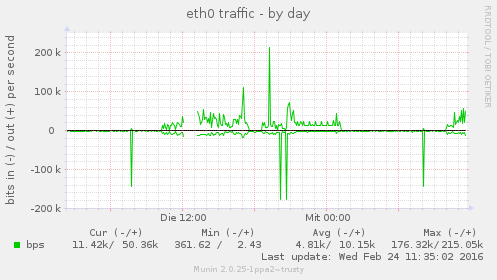 eth0 traffic - by day
RRDTOOL / TOBI OETIKER
bits in (-) / out (+) per second
200 k
100 k
0
-100 k
-200 k
Die 12:00
Mit 00:00
Cur (-/+) Min (-/+) Avg (-/+) Max (-/+)
bps 11.42k/ 50.36k 361.62 / 2.43 4.81k/ 10.15k 176.32k/215.05k
Last update: Wed Feb 24 11:35:02 2016
Munin 2.0.25-1ppa2~trusty